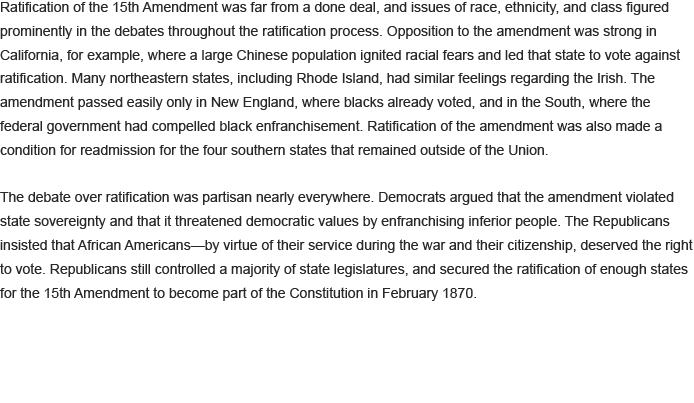 Ratification of the 15th Amendment was far from a done deal, and issues of race, ethnicity, and class figured
prominently in the debates throughout the ratification process. Opposition to the amendment was strong in
California, for example, where a large Chinese population ignited racial fears and led that state to vote against
ratification. Many northeastern states, including Rhode Island, had similar feelings regarding the Irish. The
amendment passed easily only in New England, where blacks already voted, and in the South, where the
federal government had compelled black enfranchisement. Ratification of the amendment was also made a
condition for readmission for the four southern states that remained outside of the Union.

The debate over ratification was partisan nearly everywhere. Democrats argued that the amendment violated
state sovereignty and that it threatened democratic values by enfranchising inferior people. The Republicans
insisted that African Americans—by virtue of their service during the war and their citizenship, deserved the right
to vote. Republicans still controlled a majority of state legislatures, and secured the ratification of enough states
for the 15th Amendment to become part of the Constitution in February 1870.